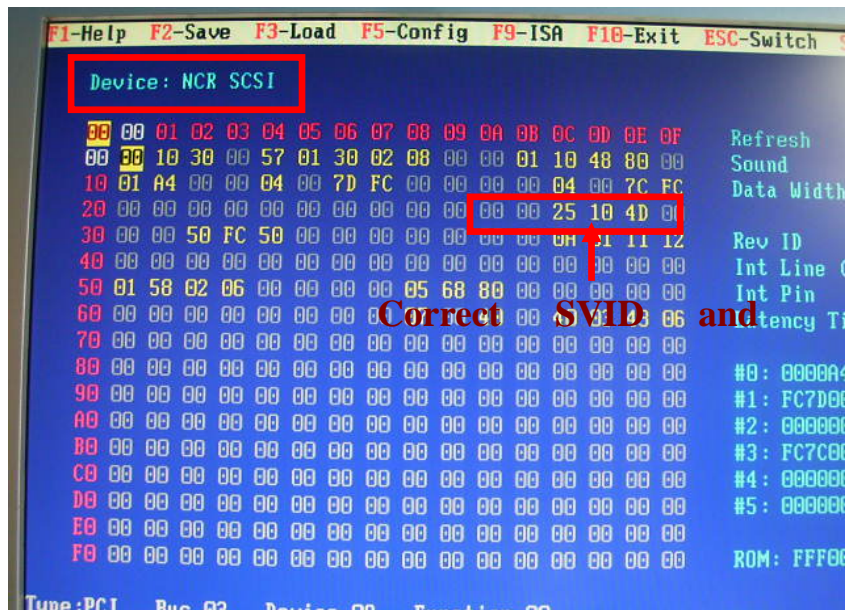 F1-Help F2-Save F3-Load F5-Config F9-ISA F10-Exit ESC-Switch
Device: NCR SCSI
00 00 01 02 03 04 05 06 07 08 09 0A 0B 0C 0D 0E 0F Refresh
00 00 10 30 00 57 01 30 02 08 00 00 01 10 48 80 00 Sound
10 01 A4 00 00 04 00 7D FC 00 00 00 00 04 00 7C FC Data Width
20 00 00 00 00 00 00 00 00 00 00 00 00 25 10 4D 00
30 00 00 50 FC 50 00 00 00 00 00 00 00 0A 11 12 Rev ID
40 00 00 00 00 00 00 00 00 00 00 00 00 00 00 00 00 Int Line
50 01 58 02 06 00 00 00 00 05 68 80 00 00 00 00 00 Int Pin
Correct SVID and
60 00 00 00 00 00 00 00 00 06 Latency
70 00 00 00 00 00 00 00 00 00 00 00 00 00 00 00 00
80 00 00 00 00 00 00 00 00 00 00 00 00 00 00 00 00 #0: 0000A4
90 00 00 00 00 00 00 00 00 00 00 00 00 00 00 00 00 #1: FC7D00
A0 00 00 00 00 00 00 00 00 00 00 00 00 00 00 00 00 #2: 000000
B0 00 00 00 00 00 00 00 00 00 00 00 00 00 00 00 00 #3: FC7C00
C0 00 00 00 00 00 00 00 00 00 00 00 00 00 00 00 00 #4: 000000
D0 00 00 00 00 00 00 00 00 00 00 00 00 00 00 00 00 #5: 000000
E0 00 00 00 00 00 00 00 00 00 00 00 00 00 00 00 00
F0 00 00 00 00 00 00 00 00 00 00 00 00 00 00 00 00 ROM: FFF00
Type:PCI Bus 03 Device 00 Function 00